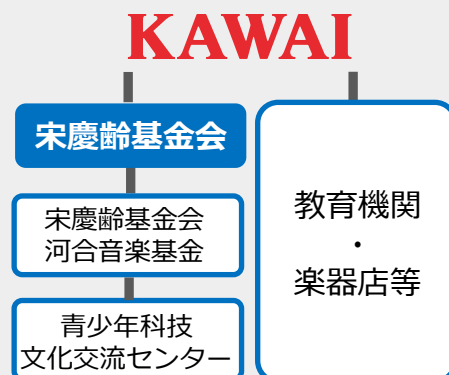 KAWAI
宋慶齢基金会
宋慶齢基金会
河合音楽基金
青少年科技
文化交流センター
教育機関
・
楽器店等